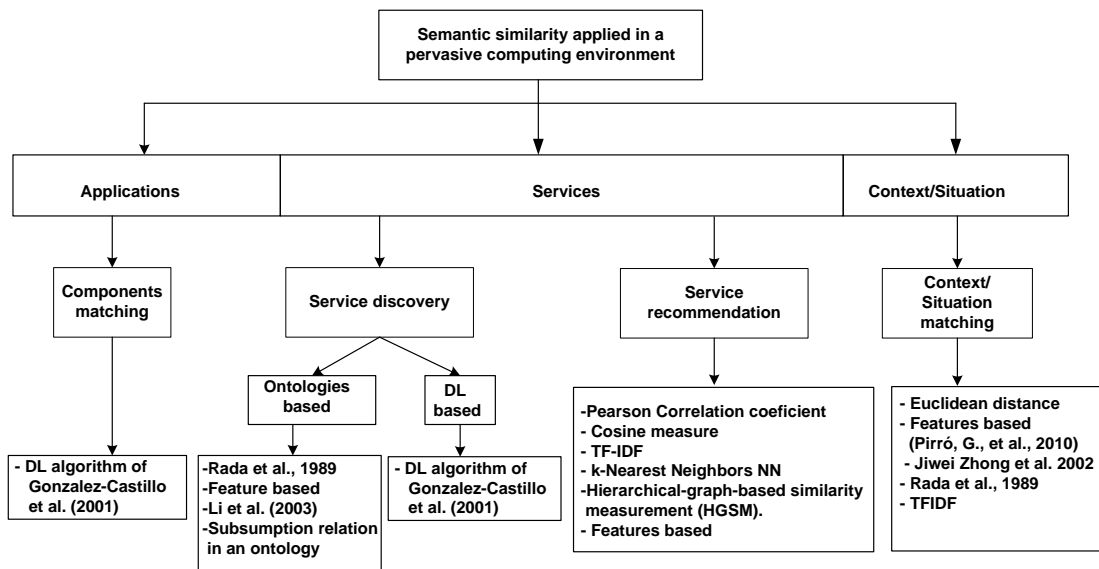 Semantic similarity applied in a
pervasive computing environment
Applications
Services
Context/Situation
Components
matching
Service discovery
Service
recommendation
Context/
Situation
matching
Ontologies
based
DL
based
- DL algorithm of
Gonzalez-Castillo
et al. (2001)
-Rada et al., 1989
-Feature based
-Li et al. (2003)
-Subsumption relation
in an ontology
- DL algorithm of
Gonzalez-Castillo
et al. (2001)
-Pearson Correlation coeficient
- Cosine measure
- TF-IDF
- k-Nearest Neighbors NN
-Hierarchical-graph-based similarity
measurement (HGSM).
- Features based
- Euclidean distance
- Features based
(Pirró, G., et al., 2010)
- Jiwei Zhong et al. 2002
- Rada et al., 1989
- TFIDF